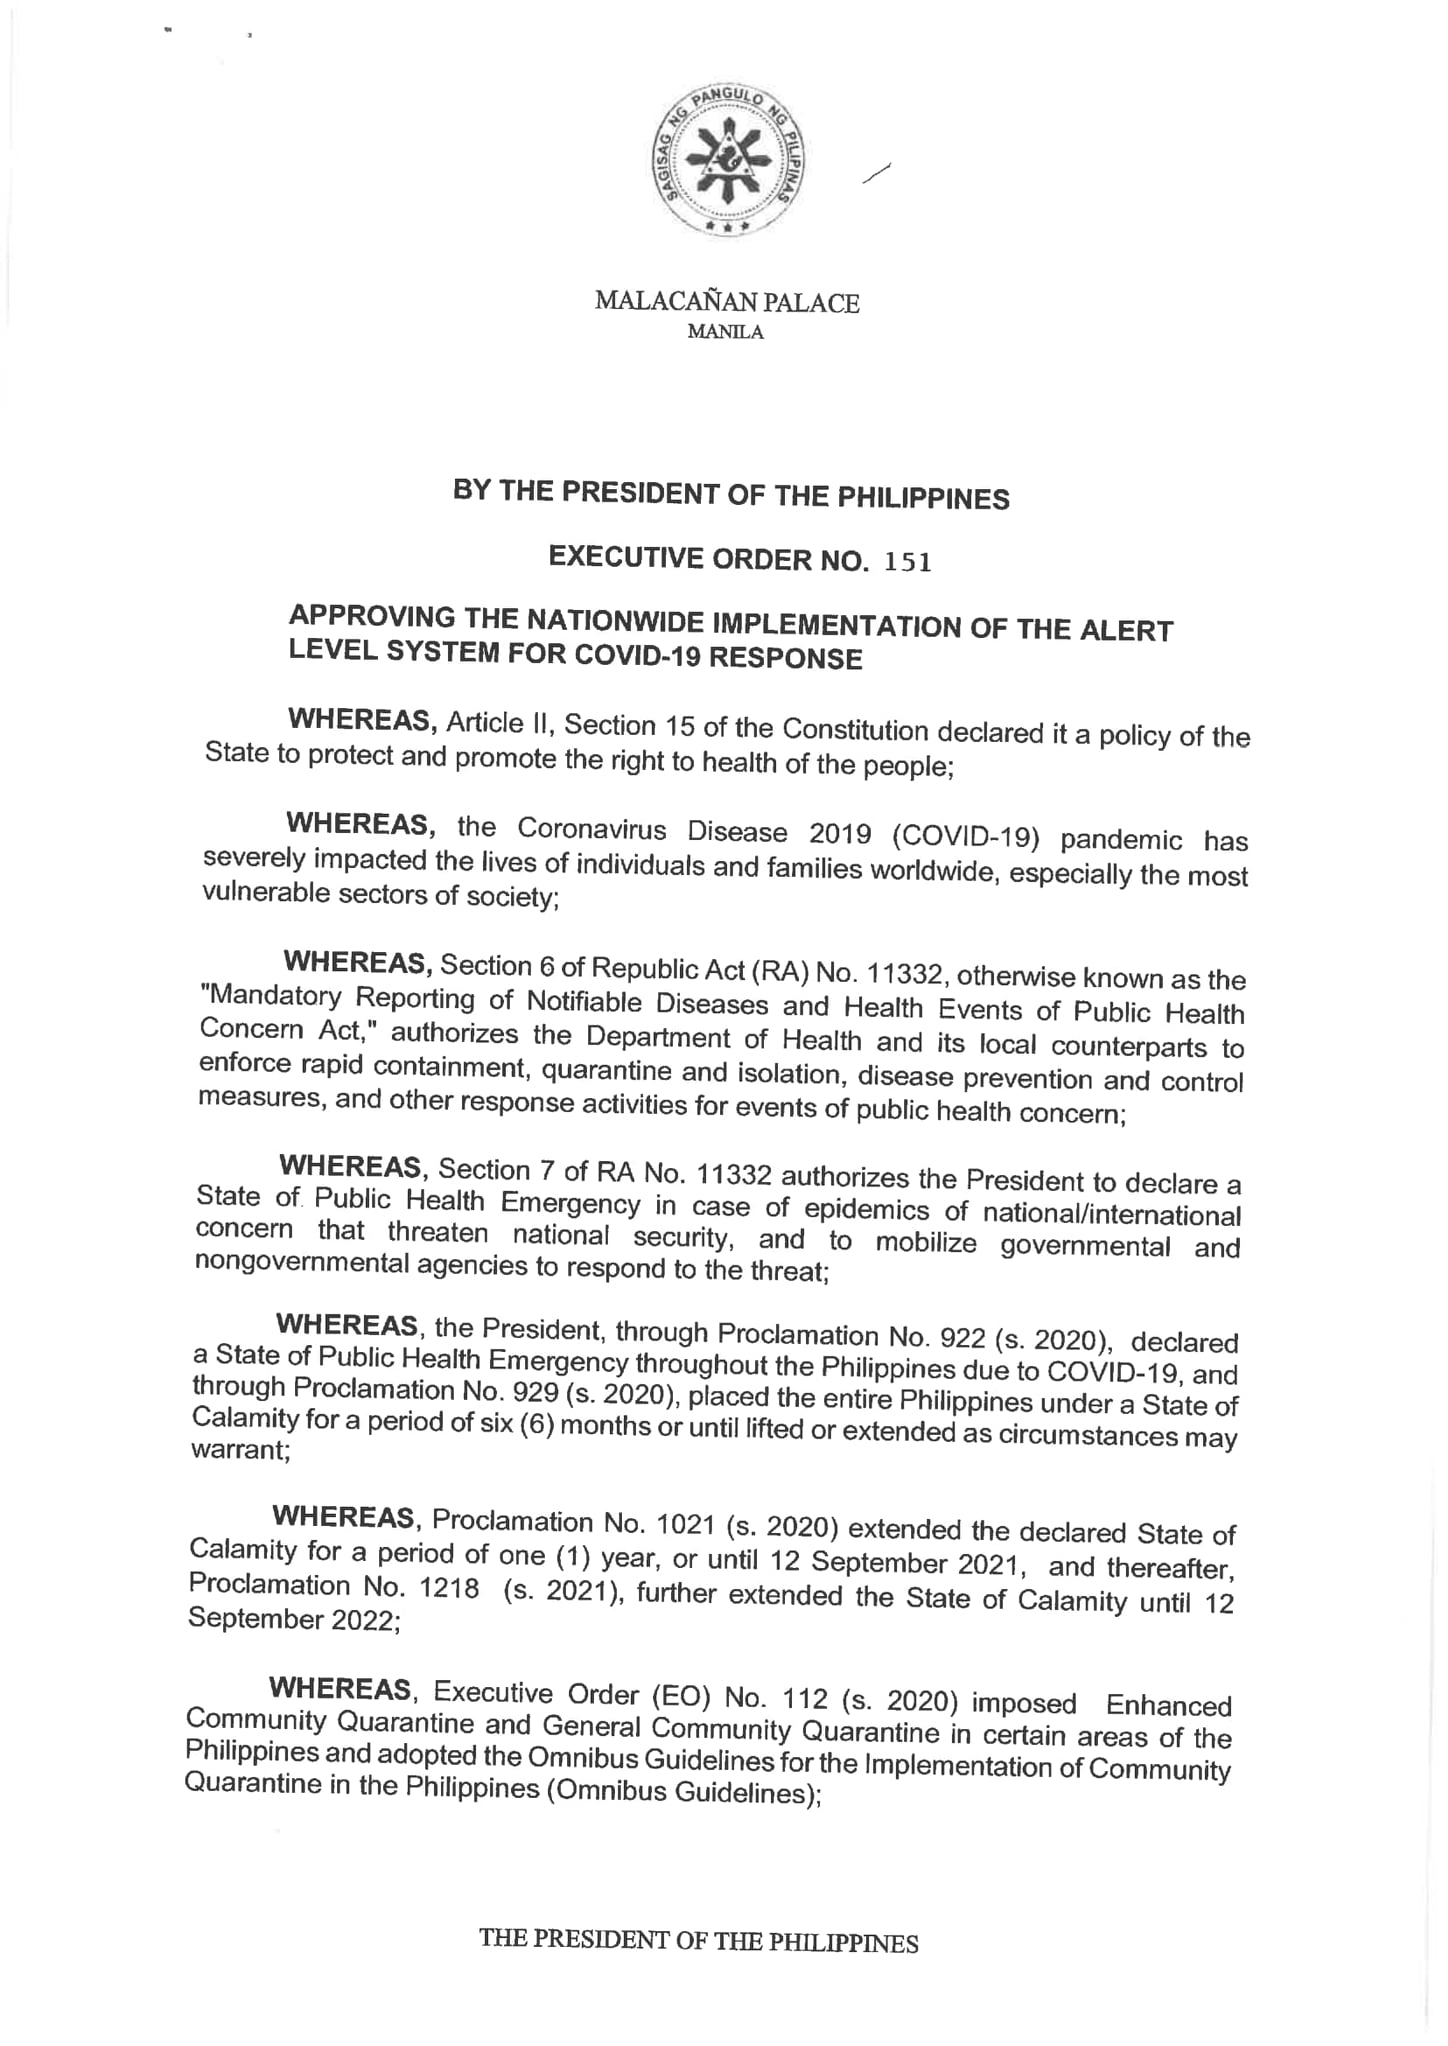 SAGISAG NG PANGULO NG PILIPINAS
MALACAÑAN PALACE
MANILA
BY THE PRESIDENT OF THE PHILIPPINES
EXECUTIVE ORDER NO. 151
APPROVING THE NATIONWIDE IMPLEMENTATION OF THE ALERT
LEVEL SYSTEM FOR COVID-19 RESPONSE
WHEREAS, Article II, Section 15 of the Constitution declared it a policy of the
State to protect and promote the right to health of the people;
WHEREAS, the Coronavirus Disease 2019 (COVID-19) pandemic has
severely impacted the lives of individuals and families worldwide, especially the most
vulnerable sectors of society;
WHEREAS, Section 6 of Republic Act (RA) No. 11332, otherwise known as the
"Mandatory Reporting of Notifiable Diseases and Health Events of Public Health
Concern Act," authorizes the Department of Health and its local counterparts to
enforce rapid containment, quarantine and isolation, disease prevention and control
measures, and other response activities for events of public health concern;
WHEREAS, Section 7 of RA No. 11332 authorizes the President to declare a
State of Public Health Emergency in case of epidemics of national/international
concern that threaten national security, and to mobilize governmental and
nongovernmental agencies to respond to the threat;
WHEREAS, the President, through Proclamation No. 922 (s. 2020), declared
a State of Public Health Emergency throughout the Philippines due to COVID-19, and
through Proclamation No. 929 (s. 2020), placed the entire Philippines under a State of
Calamity for a period of six (6) months or until lifted or extended as circumstances may
warrant;
WHEREAS, Proclamation No. 1021 (s. 2020) extended the declared State of
Calamity for a period of one (1) year, or until 12 September 2021, and thereafter,
Proclamation No. 1218 (s. 2021), further extended the State of Calamity until 12
September 2022;
WHEREAS, Executive Order (EO) No. 112 (s. 2020) imposed Enhanced
Community Quarantine and General Community Quarantine in certain areas of the
Philippines and adopted the Omnibus Guidelines for the Implementation of Community
Quarantine in the Philippines (Omnibus Guidelines);
THE PRESIDENT OF THE PHILIPPINES